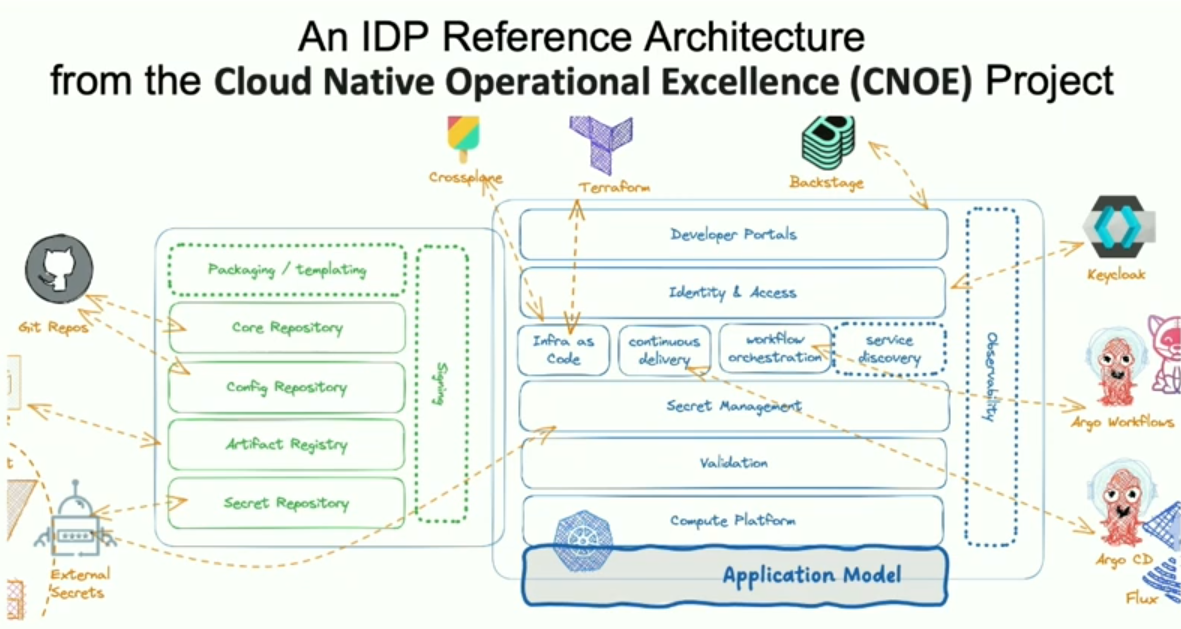 An IDP Reference Architecture
from the Cloud Native Operational Excellence (CNOE) Project
Crossplane
Terraform
Backstage
Git Repos
Packaging / templating
Core Repository
Config Repository
Artifact Registry
Secret Repository
Signing
External
Secrets
Developer Portals
Identity & Access
Infra as
Code
continuous
delivery
workflow
orchestration
service
discovery
Secret Management
Validation
Compute Platform
Application Model
Observability
Keycloak
Argo Workflows
Argo CD
Flux